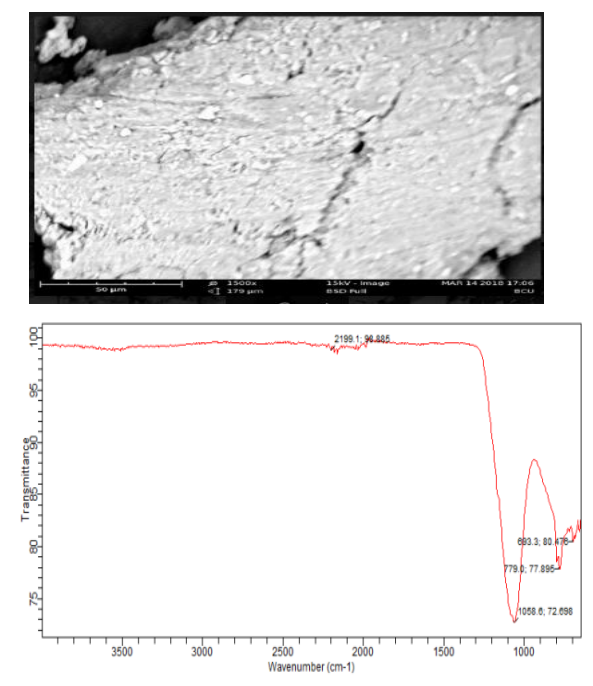 50 µm
1500x
15kV - Image
MAR 14 2018 17:06
179 µm
BSD Full
BCU
2199.1; 98.885
693.3; 80.476
779.0; 77.895
1058.6; 72.698
Transmittance
100
95
90
85
80
75
3500
3000
2500
2000
1500
1000
Wavenumber (cm-1)